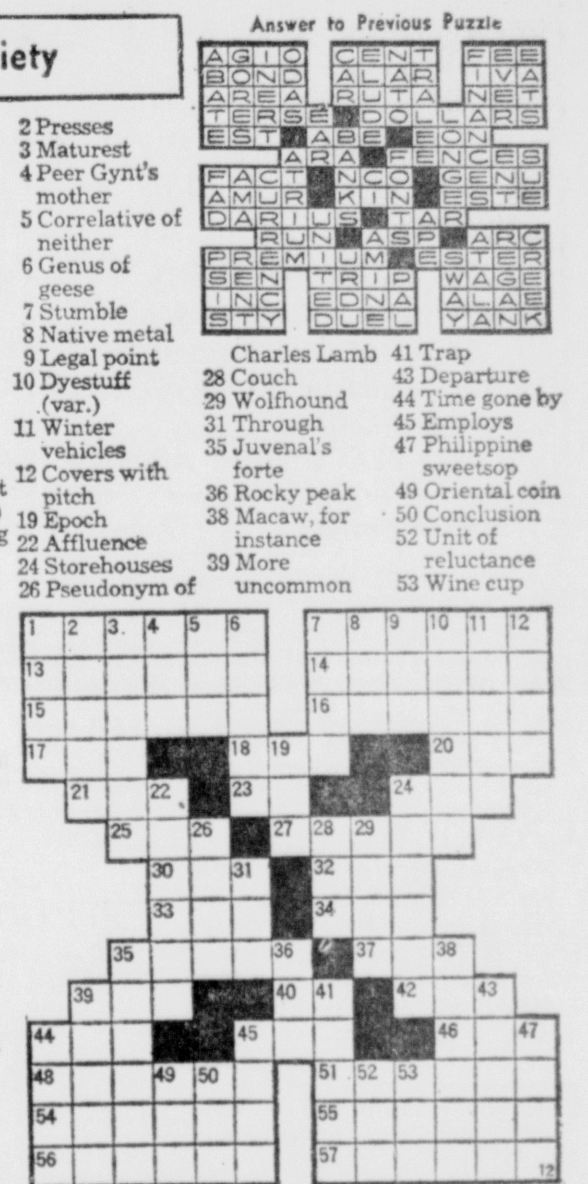 iety
Answer to Previous Puzzle
AGIO CENT FEE
BOND ALAR IVA
AREA RUTA NET
TERSE DOLLARS
EST ABE EON
ARA FENCES
FACT NCO GENU
AMUR KIN ESTE
DARIUS TAR
RUN ASP ARC
PREMIUM ESTER
SEN TRIP WAGE
INC EDNA ALAE
STY DUEL YANK
2 Presses
3 Maturest
4 Peer Gynt's
mother
5 Correlative of
neither
6 Genus of
geese
7 Stumble
8 Native metal
9 Legal point
10 Dyestuff
(var.)
11 Winter
vehicles
12 Covers with
pitch
19 Epoch
22 Affluence
24 Storehouses
26 Pseudonym of
Charles Lamb
28 Couch
29 Wolfhound
31 Through
35 Juvenal's
forte
36 Rocky peak
38 Macaw, for
instance
39 More
uncommon
41 Trap
43 Departure
44 Time gone by
45 Employs
47 Philippine
sweetsop
49 Oriental coin
50 Conclusion
52 Unit of
reluctance
53 Wine cup
1 2 3 4 5 6 7 8 9 10 11 12
13 14
15 16
17 18 19 20
21 22 23 24
25 26 27 28 29
30 31 32
33 34
35 36 37 38
39 40 41 42 43
44 45 46 47
48 49 50 51 52 53
54 55
56 57
12